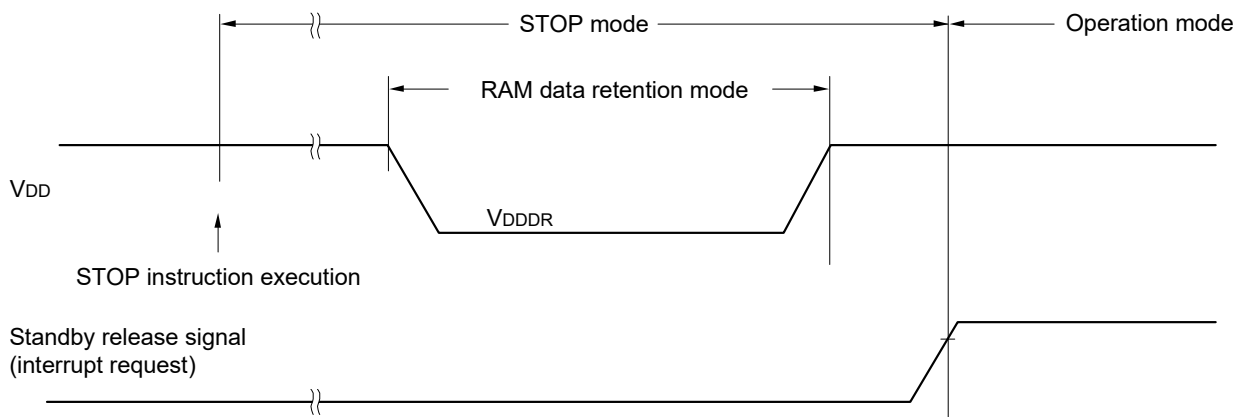 STOP mode
Operation mode
RAM data retention mode
VDD
VDDDR
STOP instruction execution
Standby release signal
(interrupt request)